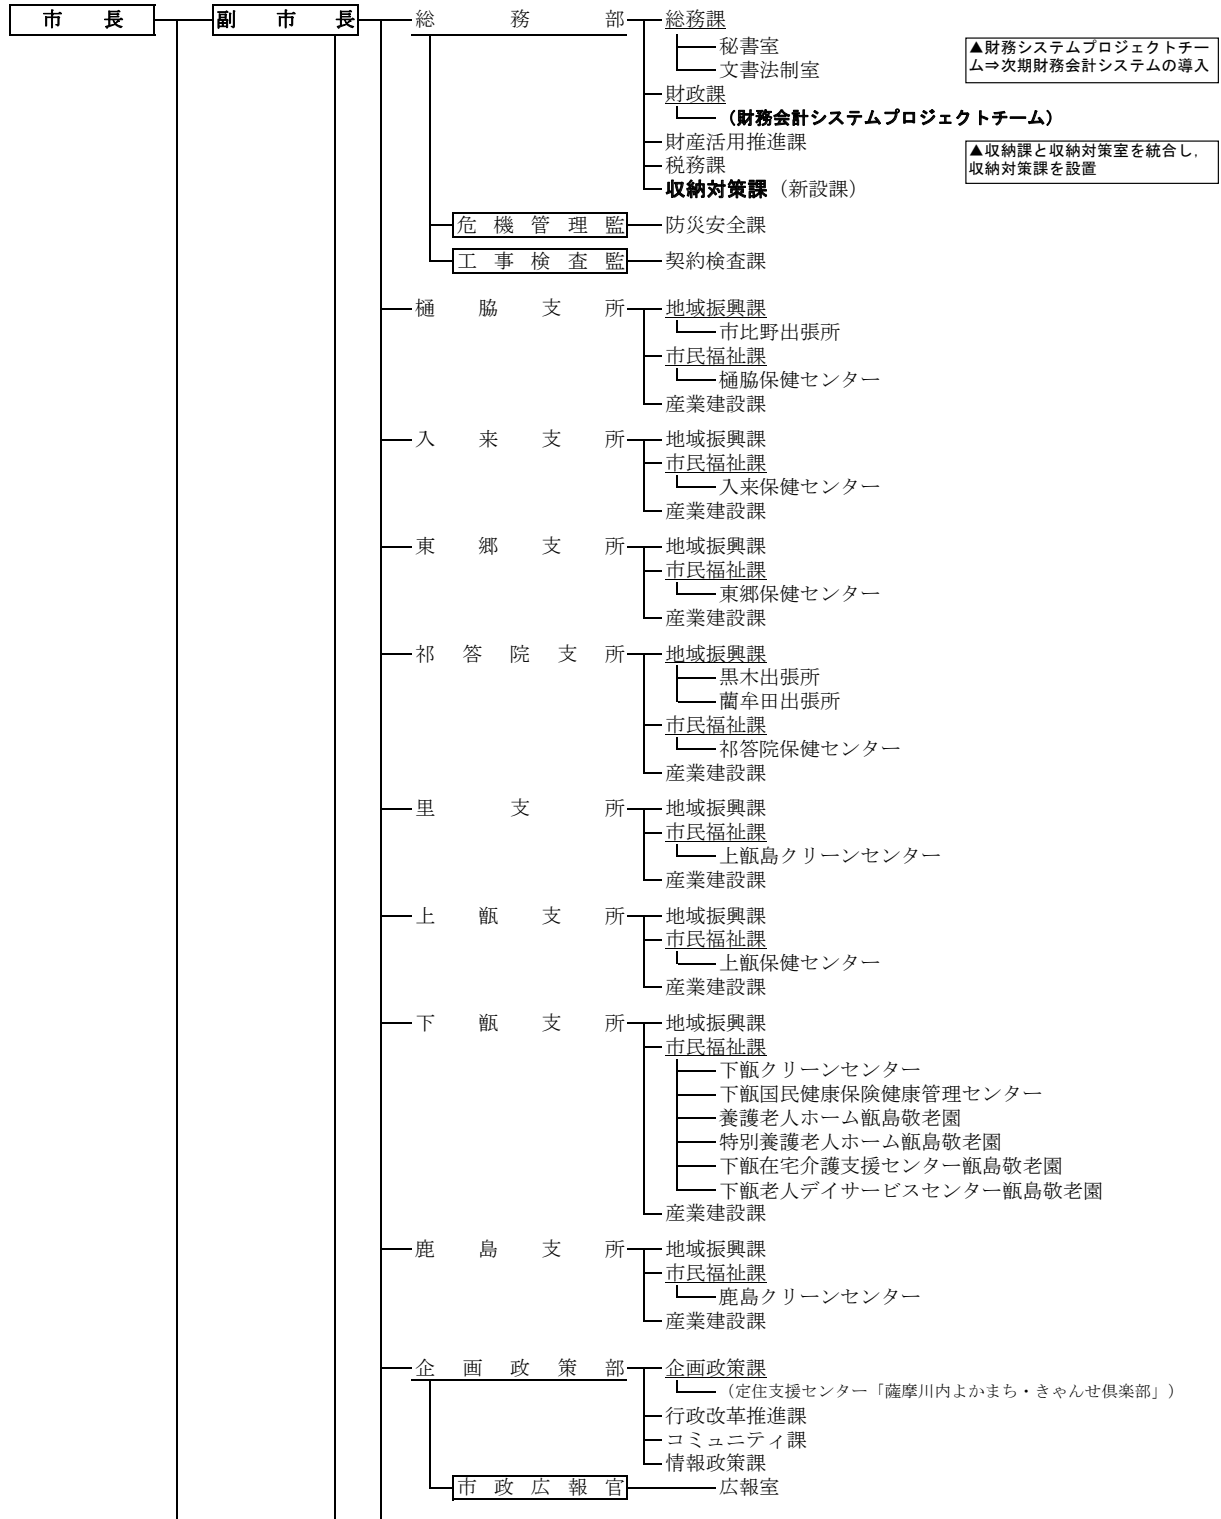 市長 副市長 総務部 総務課
秘書室
文書法制室
▲財務システムプロジェクトチー
ム⇒次期財務会計システムの導入
財政課
(財務会計システムプロジェクトチーム)
財産活用推進課
税務課
収納対策課（新設課）
▲収納課と収納対策室を統合し,
収納対策課を設置
危機管理監 防災安全課
工事検査監 契約検査課
樋脇支所 地域振興課
市比野出張所
市民福祉課
樋脇保健センター
産業建設課
入来支所 地域振興課
市民福祉課
入来保健センター
産業建設課
東郷支所 地域振興課
市民福祉課
東郷保健センター
産業建設課
祁答院支所 地域振興課
黒木出張所
藺牟田出張所
市民福祉課
祁答院保健センター
産業建設課
里支所 地域振興課
市民福祉課
上甑島クリーンセンター
産業建設課
上甑支所 地域振興課
市民福祉課
上甑保健センター
産業建設課
下甑支所 地域振興課
市民福祉課
下甑クリーンセンター
下甑国民健康保険健康管理センター
養護老人ホーム甑島敬老園
特別養護老人ホーム甑島敬老園
下甑在宅介護支援センター甑島敬老園
下甑老人デイサービスセンター甑島敬老園
産業建設課
鹿島支所 地域振興課
市民福祉課
鹿島クリーンセンター
産業建設課
企画政策部 企画政策課
（定住支援センター「薩摩川内よかまち・きゃんせ倶楽部」）
行政改革推進課
コミュニティ課
情報政策課
市政広報官 広報室